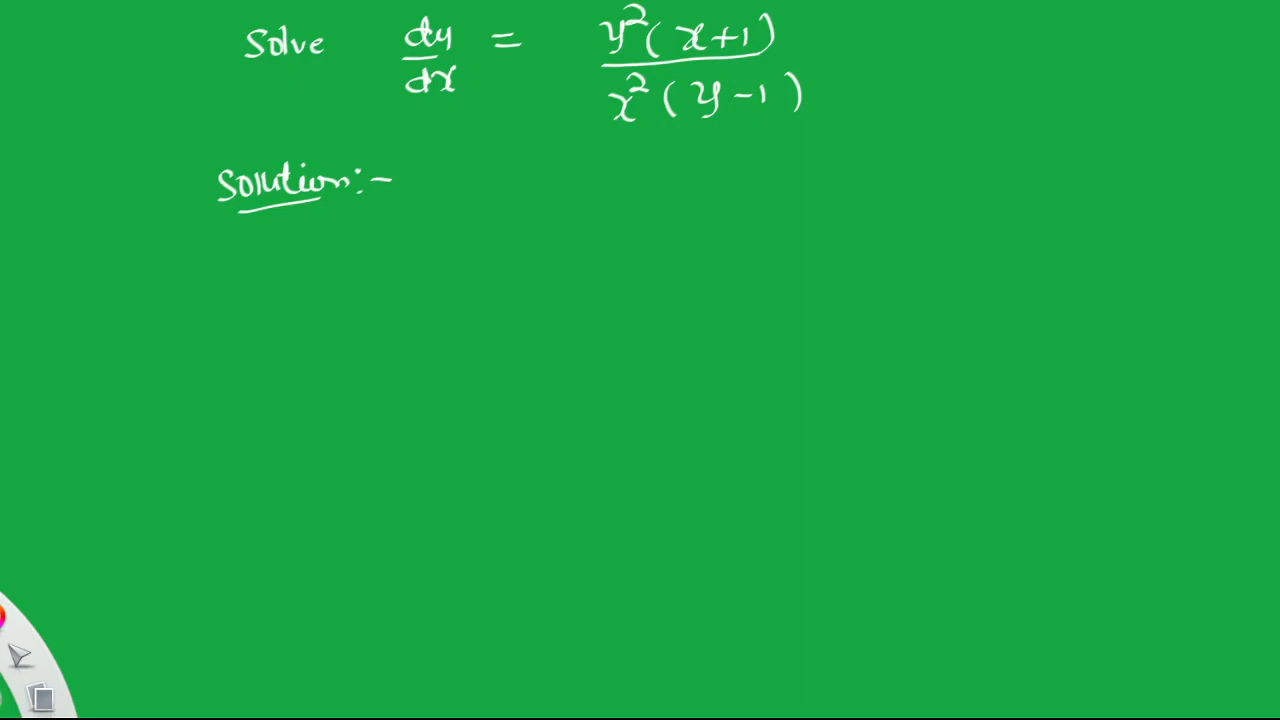 Solve dy/dx = y²(x+1)/x²(y-1)
Solution:-